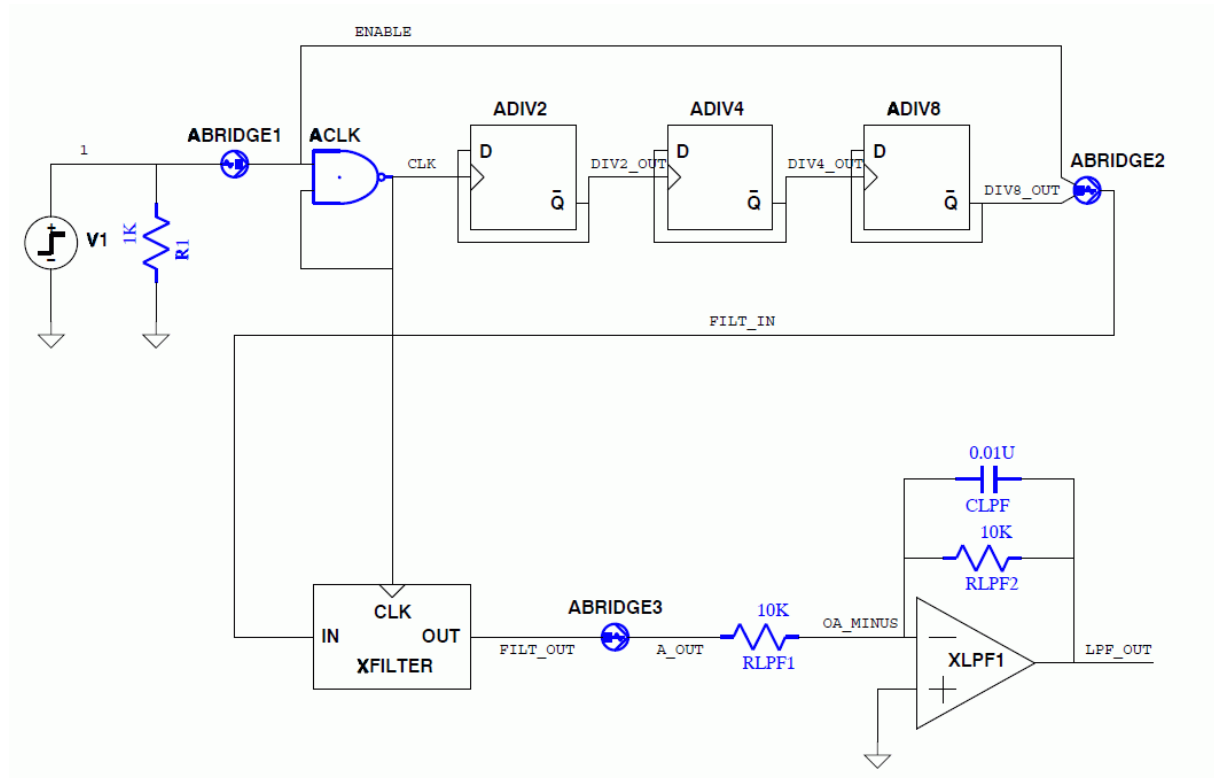 ENABLE
ADIV2
ADIV4
ADIV8
ABRIDGE1
ACLK
1
CLK
D
DIV2_OUT
D
DIV4_OUT
D
ABRIDGE2
DIV8_OUT
Q̅
Q̅
Q̅
V1
1K
R1
FILT_IN
0.01U
CLPF
10K
RLPF2
CLK
IN
OUT
XFILTER
FILT_OUT
ABRIDGE3
A_OUT
10K
RLPF1
OA_MINUS
XLPF1
LPF_OUT